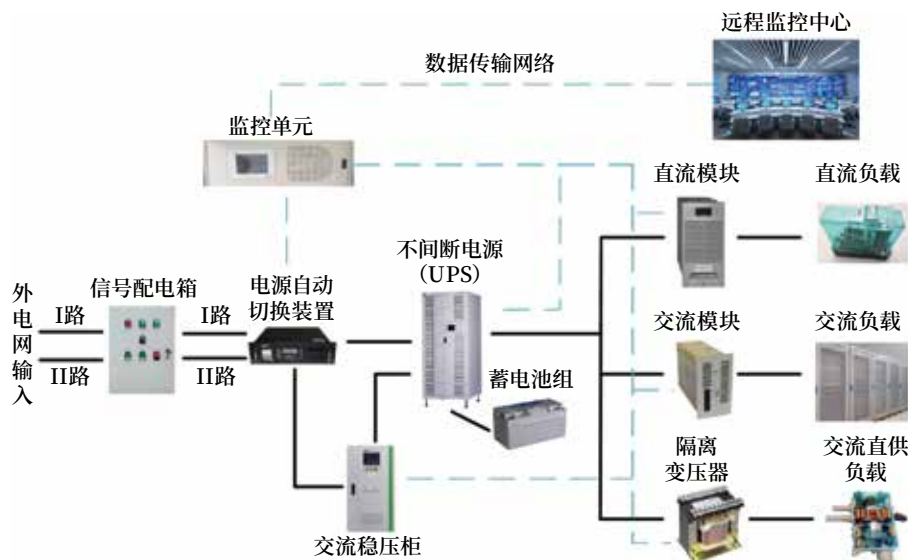 远程监控中心
数据传输网络
监控单元
直流模块
直流负载
不间断电源
（UPS）
电源自动
切换装置
信号配电箱
外电网输入
I路
I路
II路
II路
蓄电池组
交流模块
交流负载
隔离
变压器
交流直供
负载
交流稳压柜